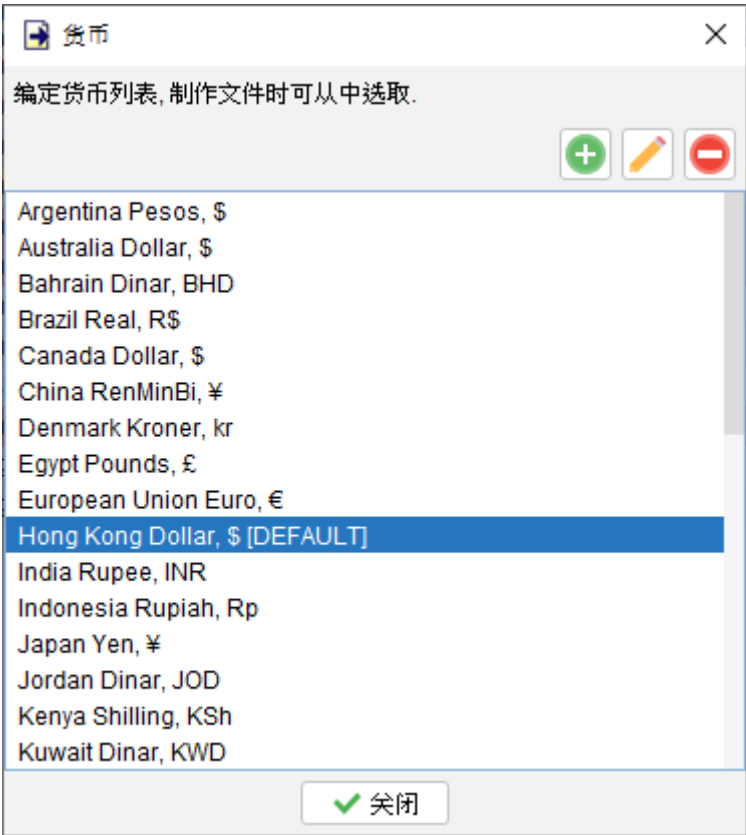 货币
编定货币列表, 制作文件时可从中选取.
Argentina Pesos, $
Australia Dollar, $
Bahrain Dinar, BHD
Brazil Real, R$
Canada Dollar, $
China RenMinBi, ¥
Denmark Kroner, kr
Egypt Pounds, £
European Union Euro, €
Hong Kong Dollar, $ [DEFAULT]
India Rupee, INR
Indonesia Rupiah, Rp
Japan Yen, ¥
Jordan Dinar, JOD
Kenya Shilling, KSh
Kuwait Dinar, KWD
关闭